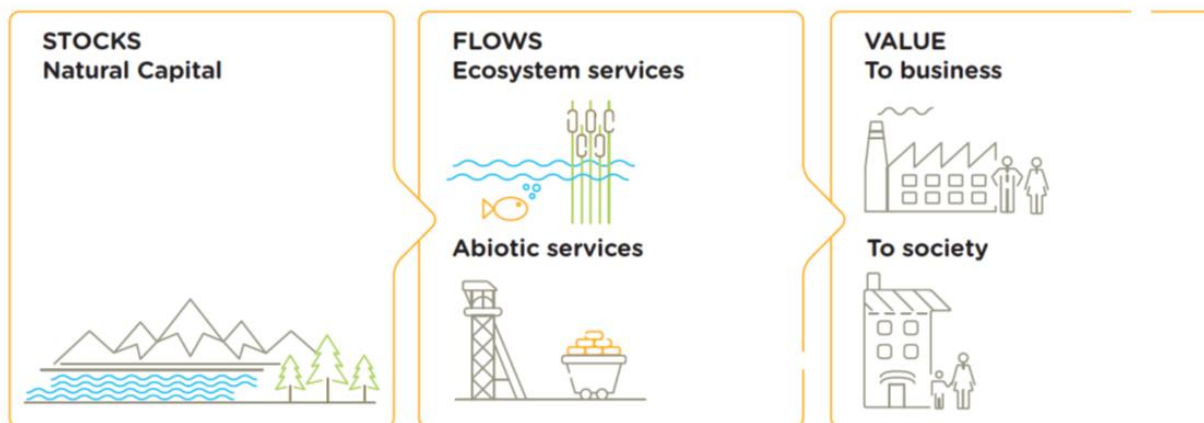 STOCKS
Natural Capital
FLOWS
Ecosystem services
Abiotic services
VALUE
To business
To society